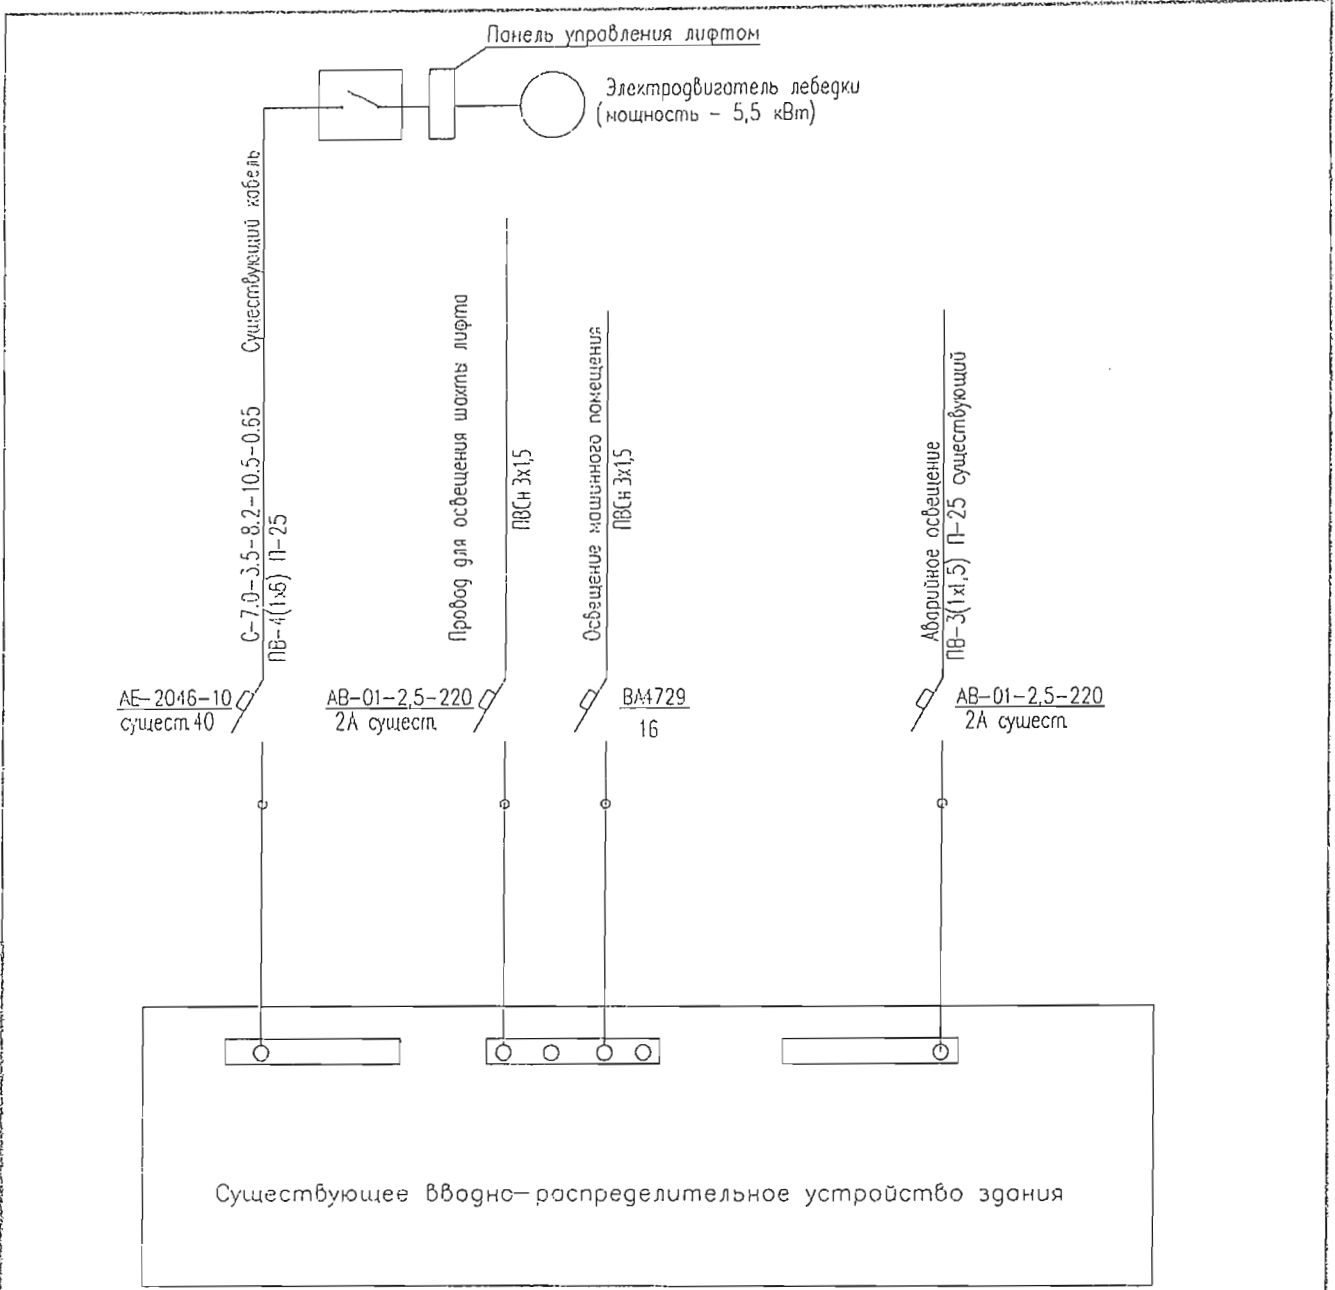 Панель управления лифтом
Электродвигатель лебедки
(мощность - 5,5 кВт)
Существующий кабель
С-7.0-3.5-8.2-10.5-0.65
ПВ-4(1х6) П-25
Провод для освещения шахты лифта
ПВСн 3х1,5
Освещение машинного помещения
ПВСн 3х1,5
Аварийное освещение
ПВ-3(1х1,5) П-25 существующий
АЕ-2046-10
сущест. 40
АВ-01-2,5-220
2А сущест.
ВА4729
16
АВ-01-2,5-220
2А сущест.
Существующее вводно-распределительное устройство здания